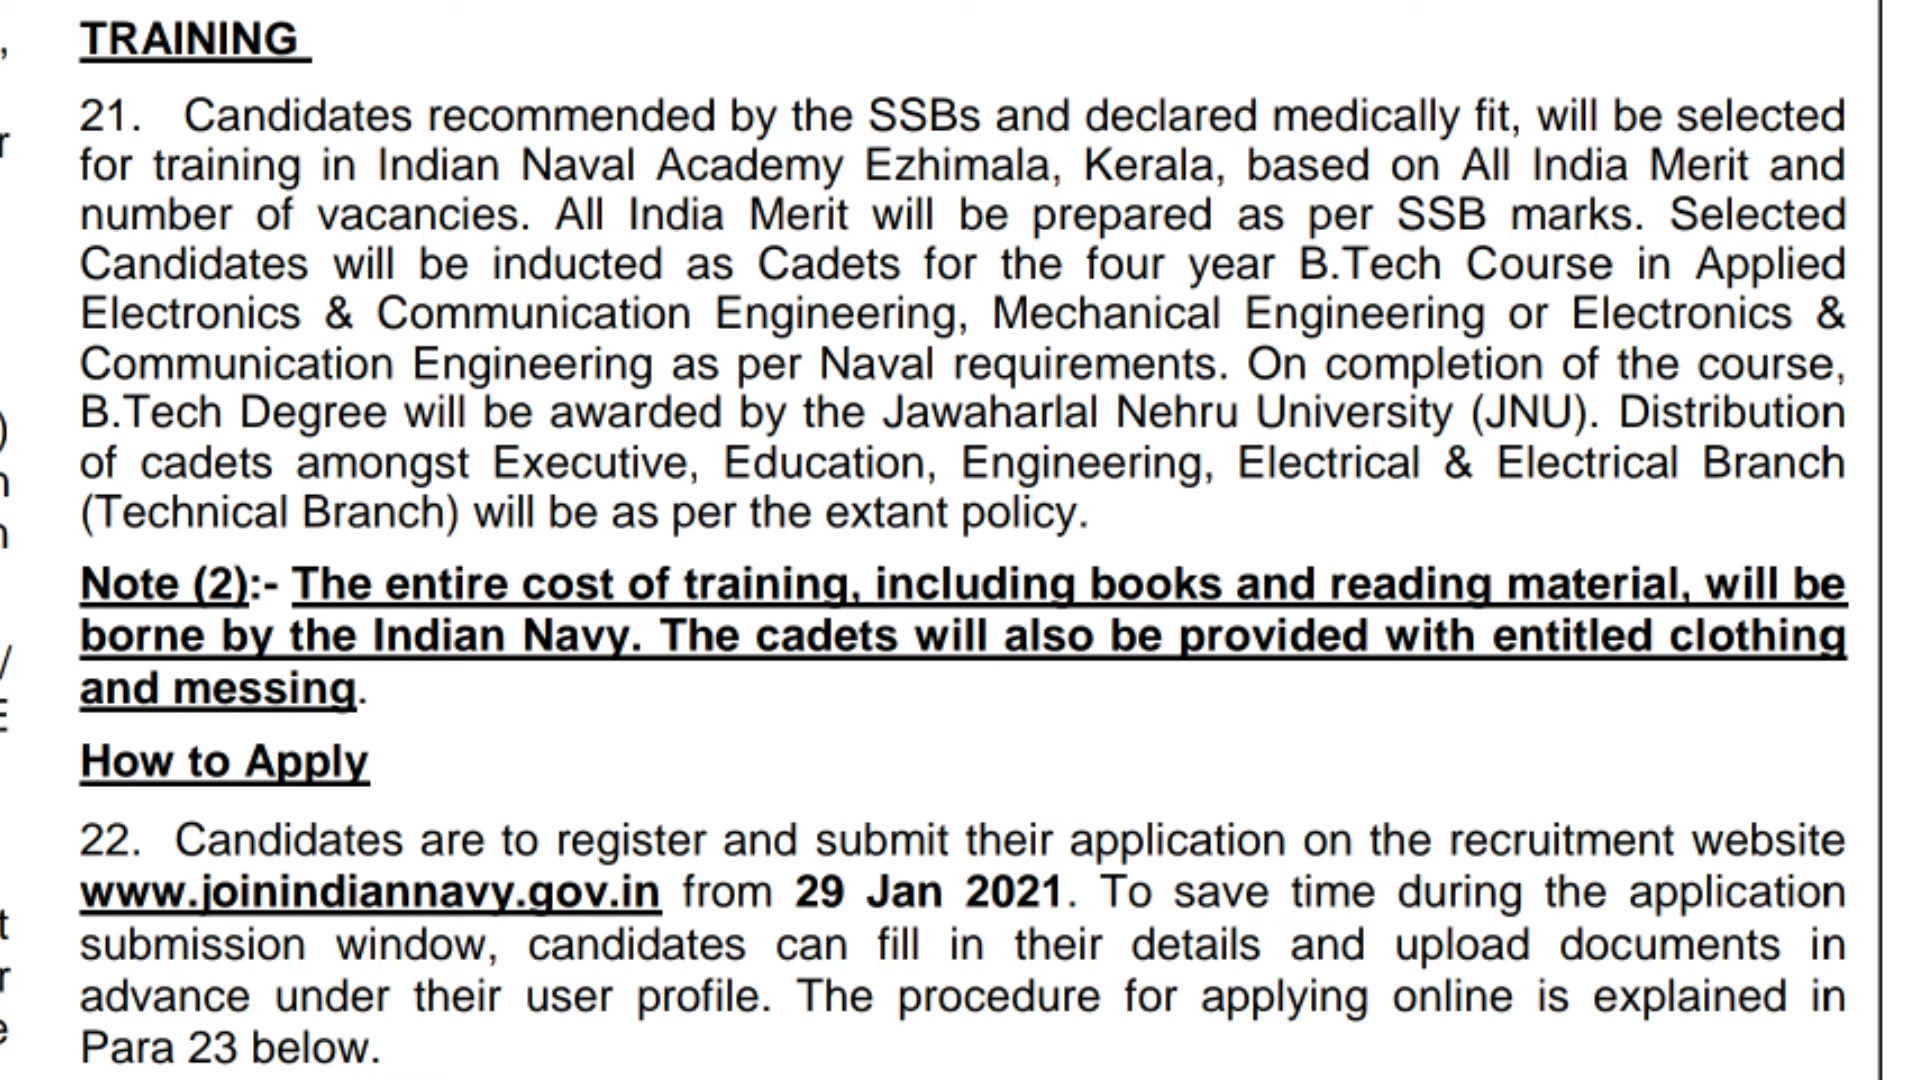 TRAINING
21. Candidates recommended by the SSBs and declared medically fit, will be selected
for training in Indian Naval Academy Ezhimala, Kerala, based on All India Merit and
number of vacancies. All India Merit will be prepared as per SSB marks. Selected
Candidates will be inducted as Cadets for the four year B.Tech Course in Applied
Electronics & Communication Engineering, Mechanical Engineering or Electronics &
Communication Engineering as per Naval requirements. On completion of the course,
B.Tech Degree will be awarded by the Jawaharlal Nehru University (JNU). Distribution
of cadets amongst Executive, Education, Engineering, Electrical & Electrical Branch
(Technical Branch) will be as per the extant policy.
Note (2):- The entire cost of training, including books and reading material, will be
borne by the Indian Navy. The cadets will also be provided with entitled clothing
and messing.
How to Apply
22. Candidates are to register and submit their application on the recruitment website
www.joinindiannavy.gov.in from 29 Jan 2021. To save time during the application
submission window, candidates can fill in their details and upload documents in
advance under their user profile. The procedure for applying online is explained in
Para 23 below.